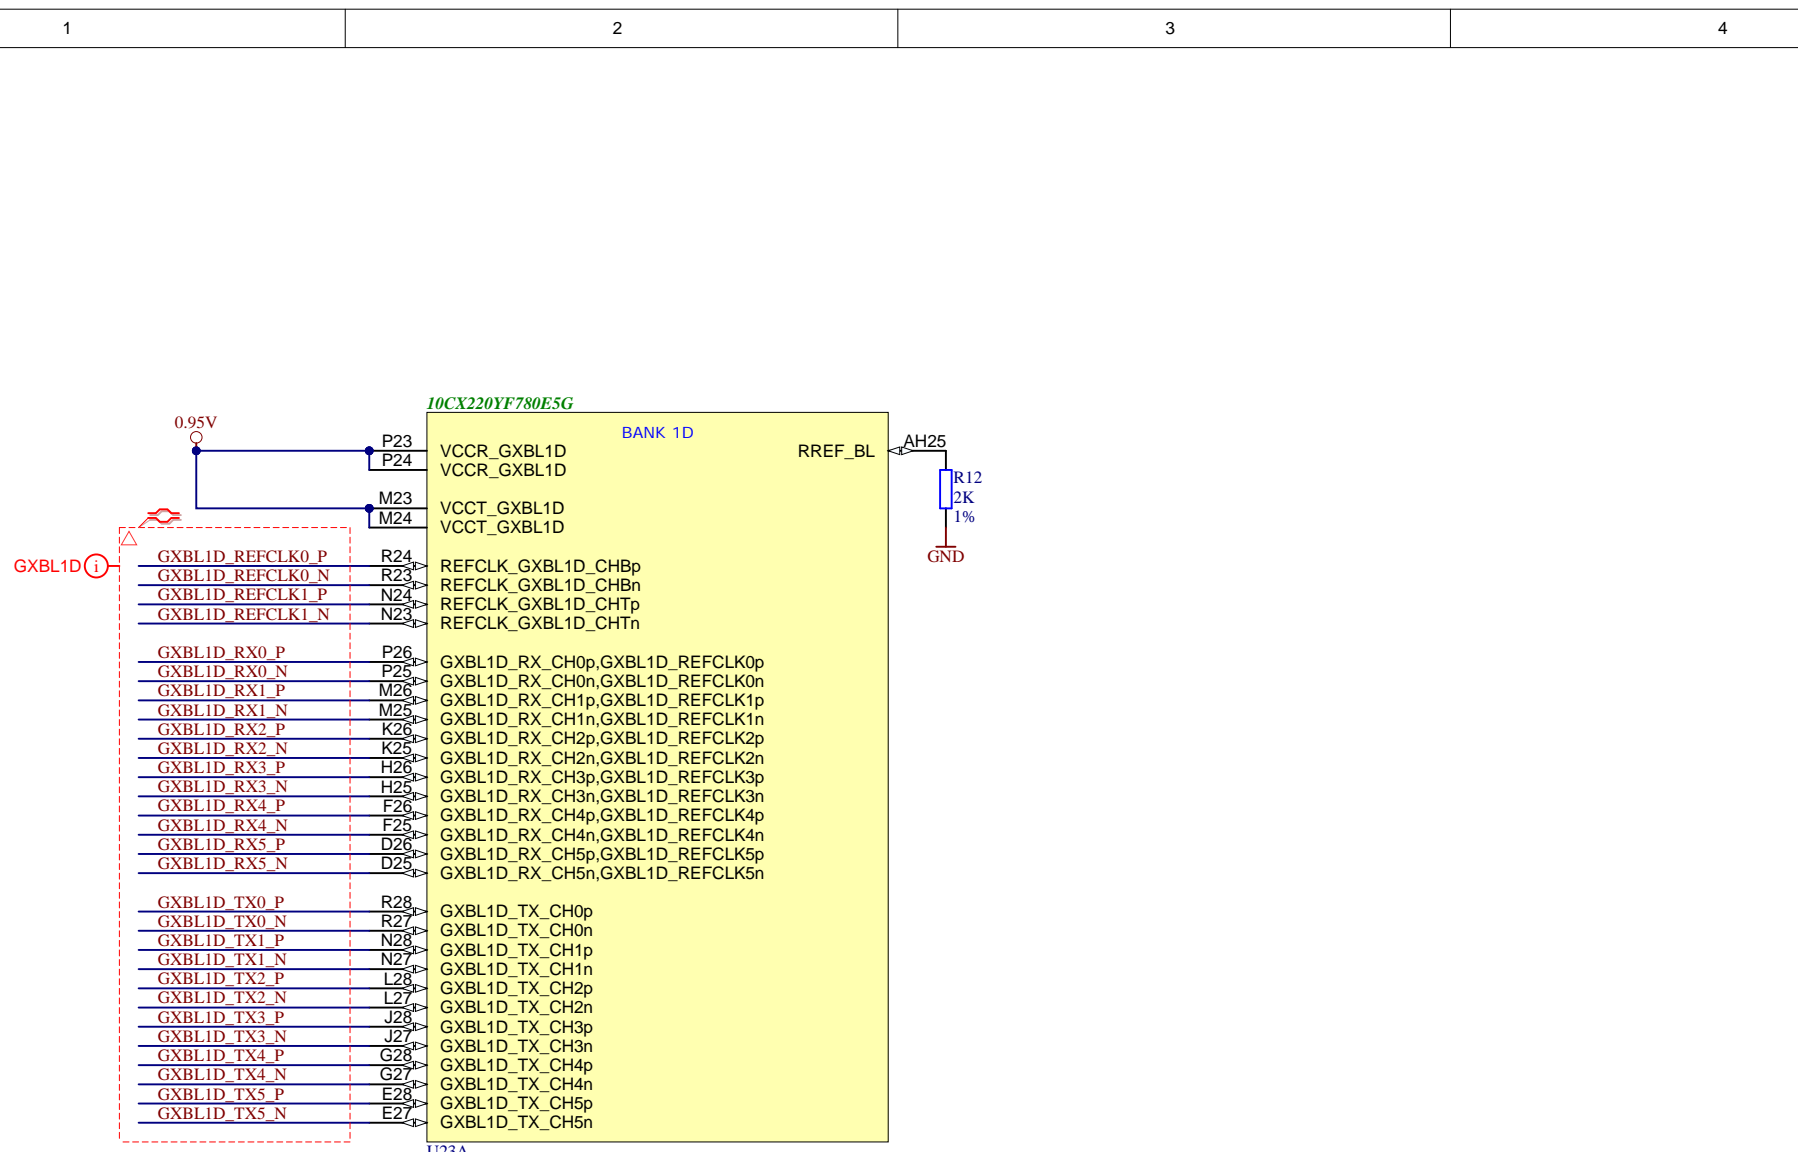 1 2 3 4
10CX220YF780E5G
0.95V
BANK 1D
P23 VCCR_GXBL1D RREF_BL AH25
P24 VCCR_GXBL1D
R12
2K
1%
GND
M23 VCCT_GXBL1D
M24 VCCT_GXBL1D
GXBL1D i
GXBL1D_REFCLK0_P R24 REFCLK_GXBL1D_CHBp
GXBL1D_REFCLK0_N R23 REFCLK_GXBL1D_CHBn
GXBL1D_REFCLK1_P N24 REFCLK_GXBL1D_CHTp
GXBL1D_REFCLK1_N N23 REFCLK_GXBL1D_CHTn
GXBL1D_RX0_P P26 GXBL1D_RX_CH0p,GXBL1D_REFCLK0p
GXBL1D_RX0_N P25 GXBL1D_RX_CH0n,GXBL1D_REFCLK0n
GXBL1D_RX1_P M26 GXBL1D_RX_CH1p,GXBL1D_REFCLK1p
GXBL1D_RX1_N M25 GXBL1D_RX_CH1n,GXBL1D_REFCLK1n
GXBL1D_RX2_P K26 GXBL1D_RX_CH2p,GXBL1D_REFCLK2p
GXBL1D_RX2_N K25 GXBL1D_RX_CH2n,GXBL1D_REFCLK2n
GXBL1D_RX3_P H26 GXBL1D_RX_CH3p,GXBL1D_REFCLK3p
GXBL1D_RX3_N H25 GXBL1D_RX_CH3n,GXBL1D_REFCLK3n
GXBL1D_RX4_P F26 GXBL1D_RX_CH4p,GXBL1D_REFCLK4p
GXBL1D_RX4_N F25 GXBL1D_RX_CH4n,GXBL1D_REFCLK4n
GXBL1D_RX5_P D26 GXBL1D_RX_CH5p,GXBL1D_REFCLK5p
GXBL1D_RX5_N D25 GXBL1D_RX_CH5n,GXBL1D_REFCLK5n
GXBL1D_TX0_P R28 GXBL1D_TX_CH0p
GXBL1D_TX0_N R27 GXBL1D_TX_CH0n
GXBL1D_TX1_P N28 GXBL1D_TX_CH1p
GXBL1D_TX1_N N27 GXBL1D_TX_CH1n
GXBL1D_TX2_P L28 GXBL1D_TX_CH2p
GXBL1D_TX2_N L27 GXBL1D_TX_CH2n
GXBL1D_TX3_P J28 GXBL1D_TX_CH3p
GXBL1D_TX3_N J27 GXBL1D_TX_CH3n
GXBL1D_TX4_P G28 GXBL1D_TX_CH4p
GXBL1D_TX4_N G27 GXBL1D_TX_CH4n
GXBL1D_TX5_P E28 GXBL1D_TX_CH5p
GXBL1D_TX5_N E27 GXBL1D_TX_CH5n
U23A